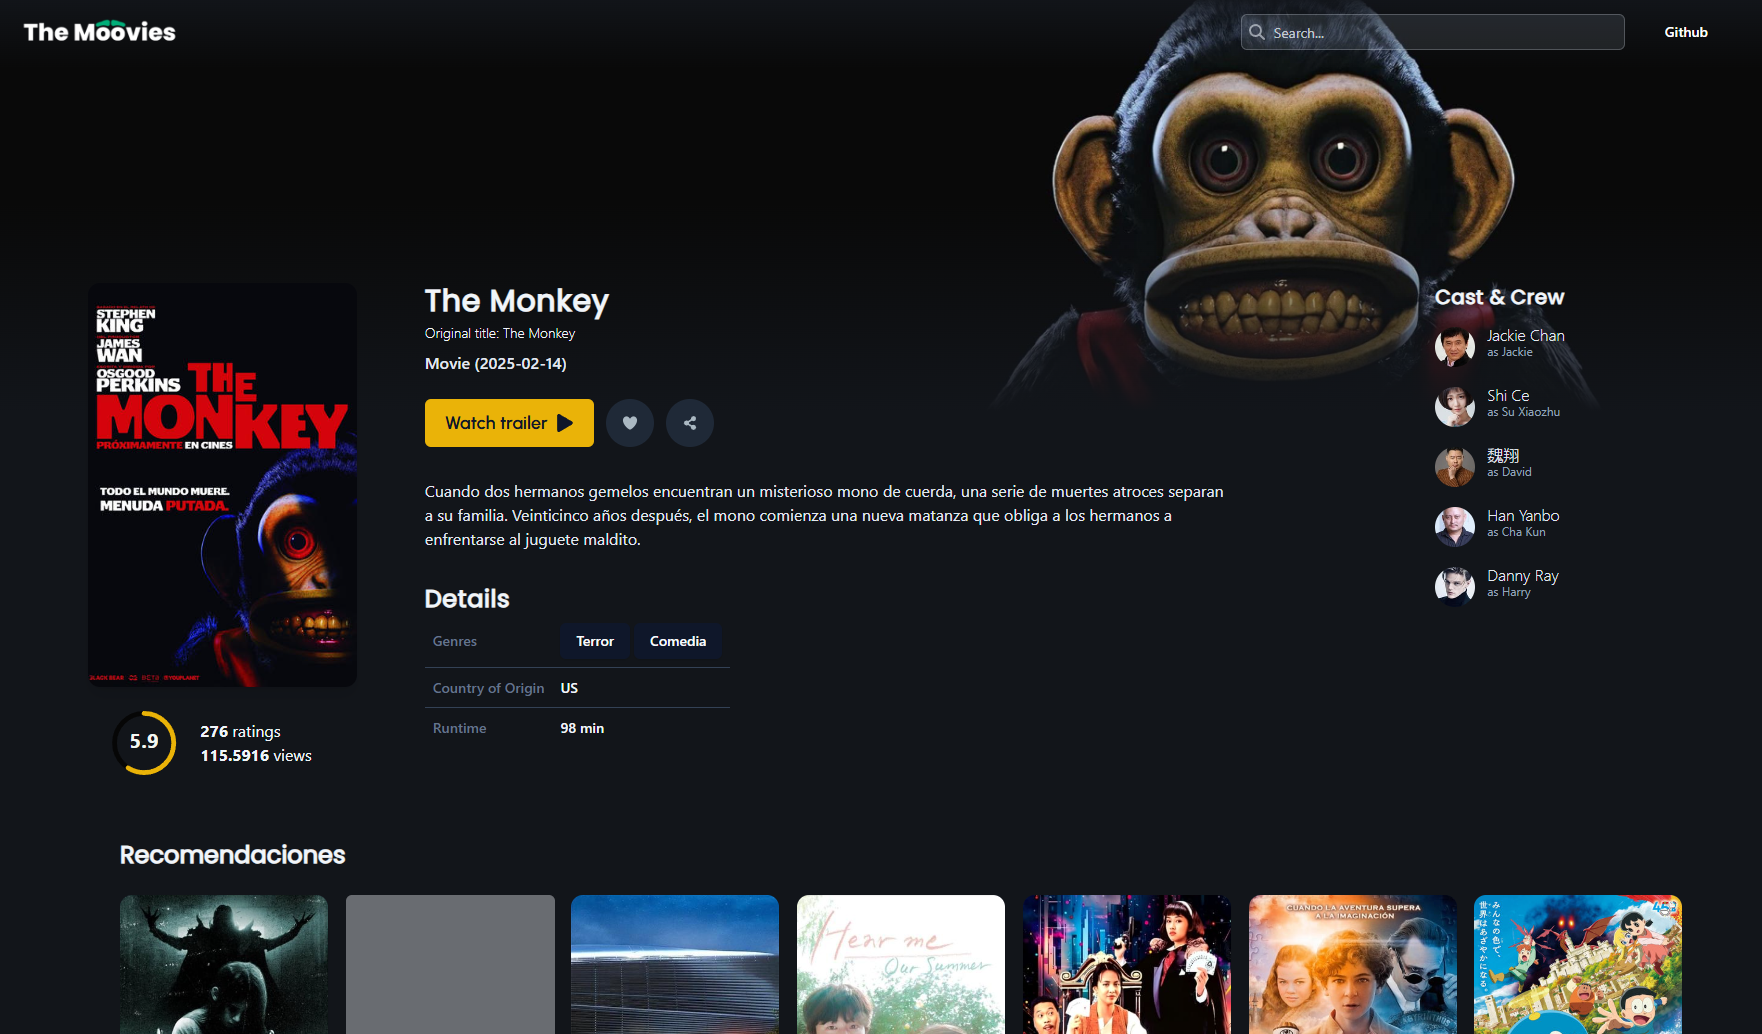 The Moovies
Search...
Github
STEPHEN
KING
JAMES
WAN
OSGOOD
PERKINS
THE
MONKEY
PRÓXIMAMENTE EN CINES
TODO EL MUNDO MUERE.
MENUDA PUTADA.
The Monkey
Original title: The Monkey
Movie (2025-02-14)
Watch trailer
Cuando dos hermanos gemelos encuentran un misterioso mono de cuerda, una serie de muertes atroces separan
a su familia. Veinticinco años después, el mono comienza una nueva matanza que obliga a los hermanos a
enfrentarse al juguete maldito.
Details
Genres Terror Comedia
Country of Origin US
Runtime 98 min
Cast & Crew
Jackie Chan
as Jackie
Shi Ce
as Su Xiaozhu
魏翔
as David
Han Yanbo
as Cha Kun
Danny Ray
as Harry
5.9
276 ratings
115.5916 views
Recomendaciones
Hear me
Our Summer
CUANDO LA AVENTURA SUPERA
A LA IMAGINACIÓN
みんなの色で、
世界はあざやかになる。